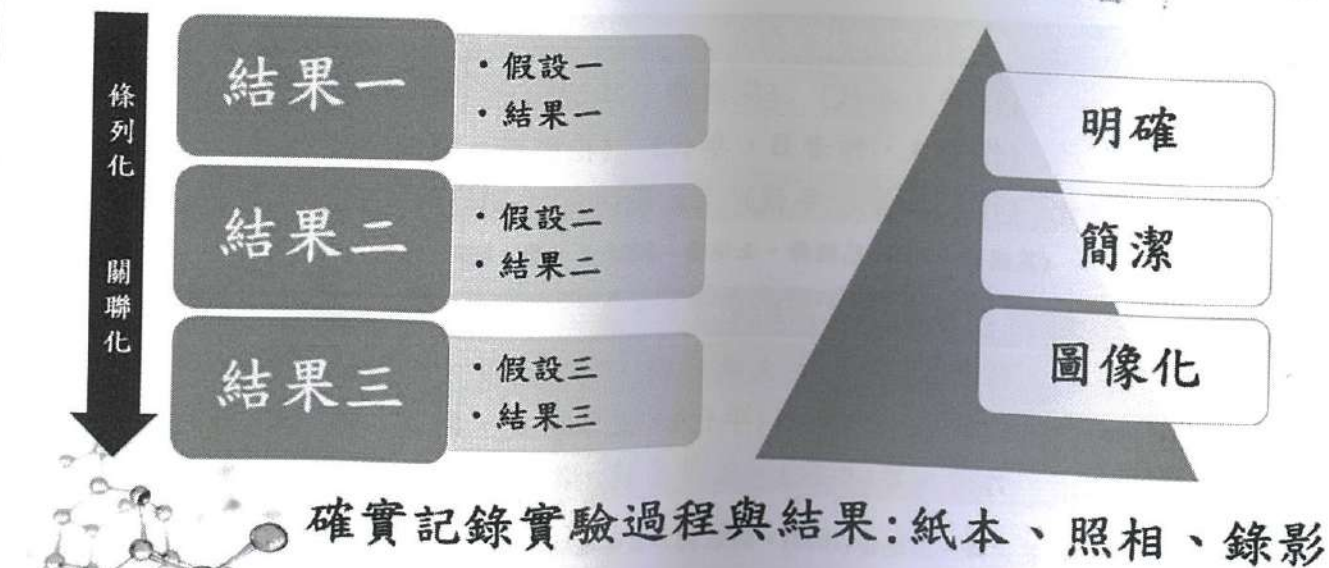 條列化 關聯化
結果一
・假設一
・結果一
結果二
・假設二
・結果二
結果三
・假設三
・結果三
明確
簡潔
圖像化
確實記錄實驗過程與結果:紙本、照相、錄影